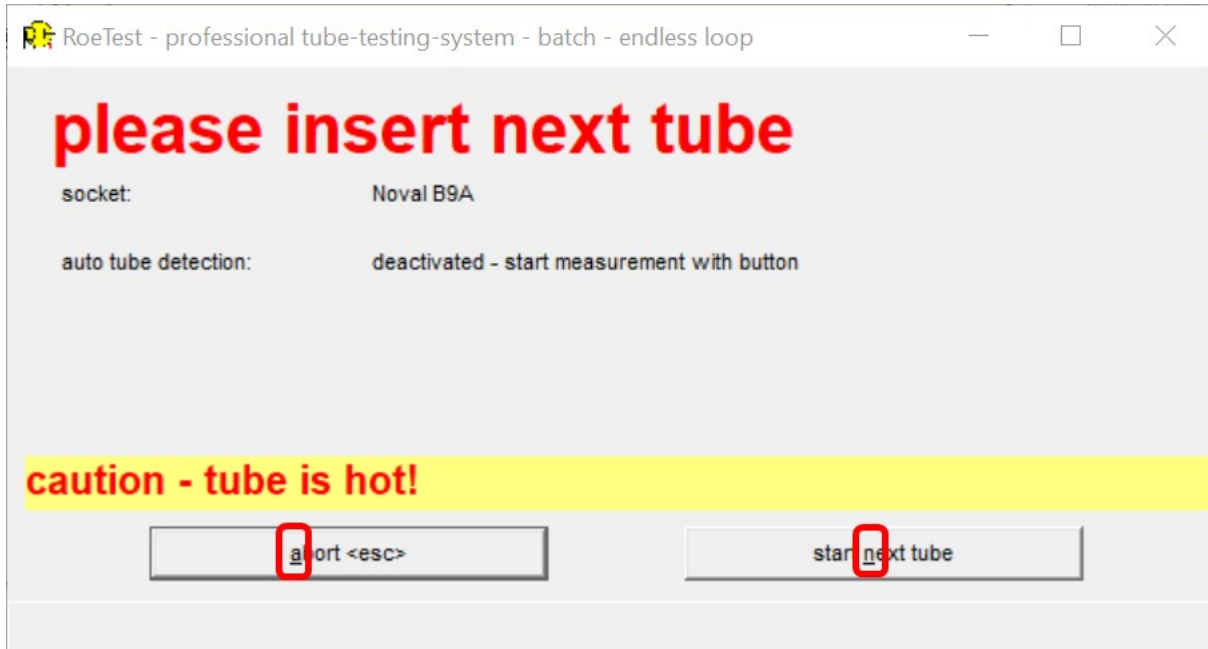 RoeTest - professional tube-testing-system - batch - endless loop
please insert next tube
socket: Noval B9A
auto tube detection: deactivated - start measurement with button
caution - tube is hot!
abort <esc> start next tube